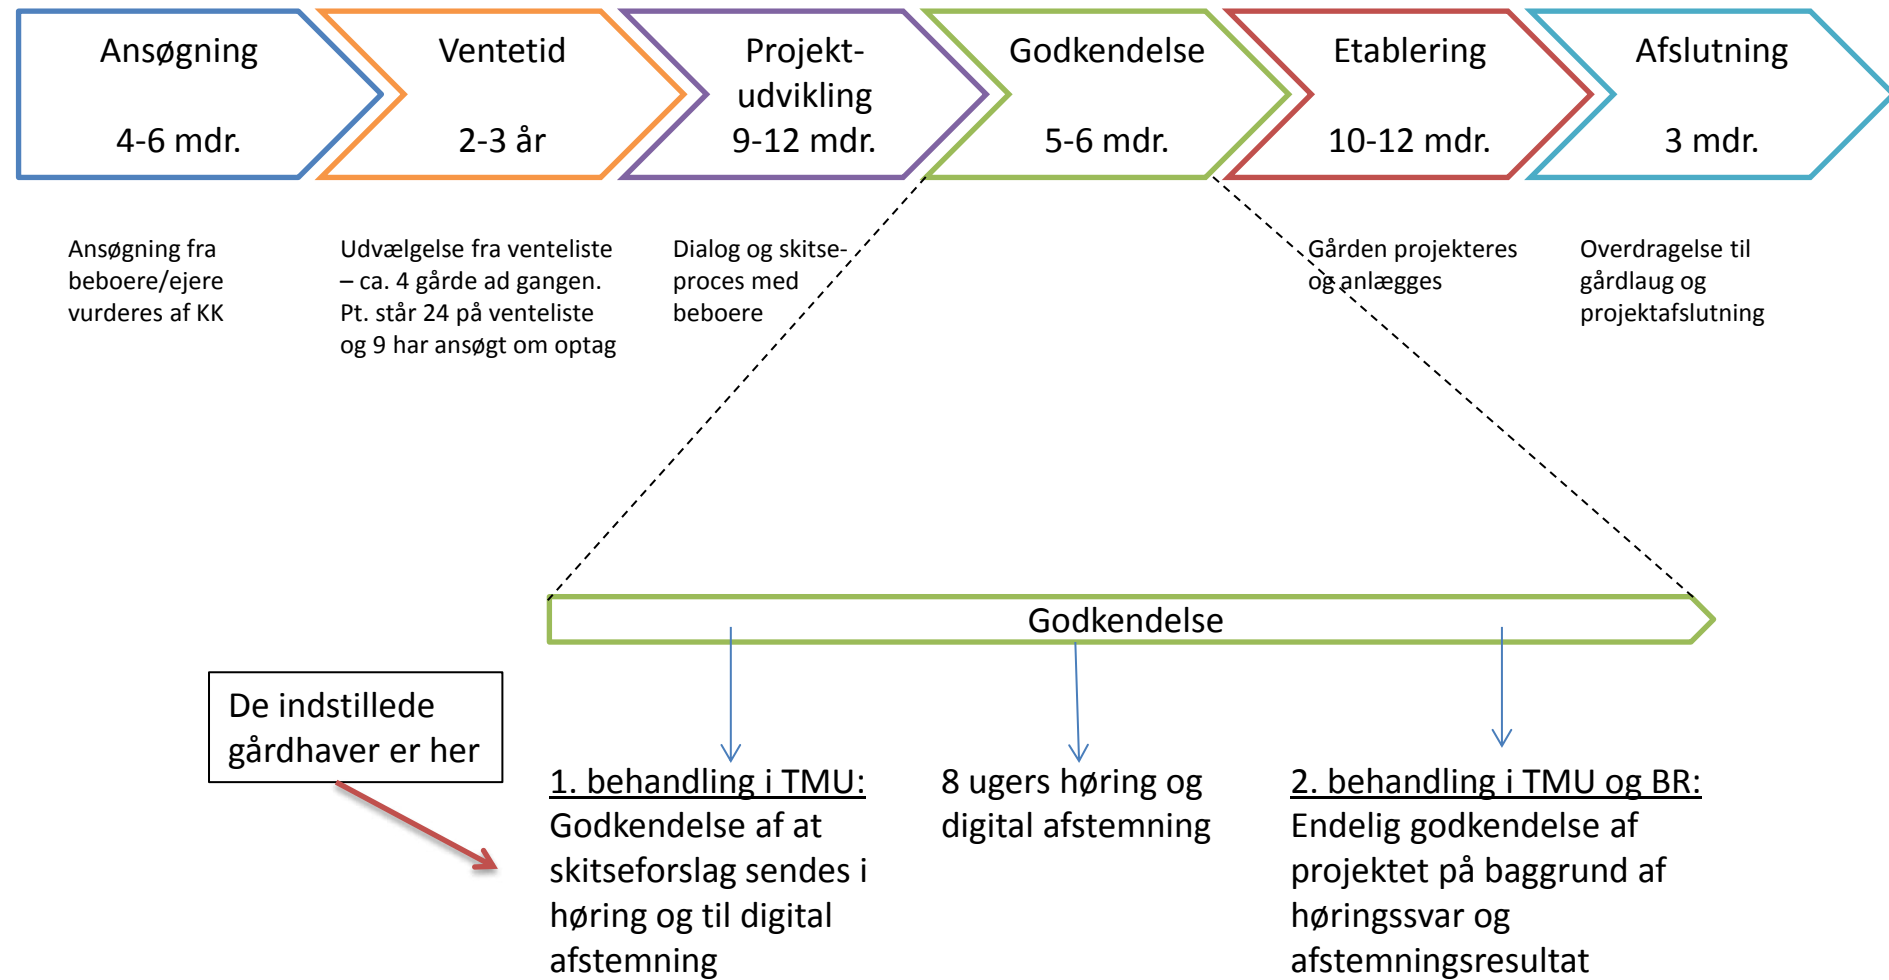 Ansøgning
4-6 mdr.
Ventetid
2-3 år
Projekt-
udvikling
9-12 mdr.
Godkendelse
5-6 mdr.
Etablering
10-12 mdr.
Afslutning
3 mdr.
Ansøgning fra
beboere/ejere
vurderes af KK
Udvælgelse fra venteliste
– ca. 4 gårde ad gangen.
Pt. står 24 på venteliste
og 9 har ansøgt om optag
Dialog og skitse-
proces med
beboere
Gården projekteres
og anlægges
Overdragelse til
gårdlaug og
projektafslutning
Godkendelse
De indstillede
gårdhaver er her
1. behandling i TMU:
Godkendelse af at
skitseforslag sendes i
høring og til digital
afstemning
8 ugers høring og
digital afstemning
2. behandling i TMU og BR:
Endelig godkendelse af
projektet på baggrund af
høringssvar og
afstemningsresultat